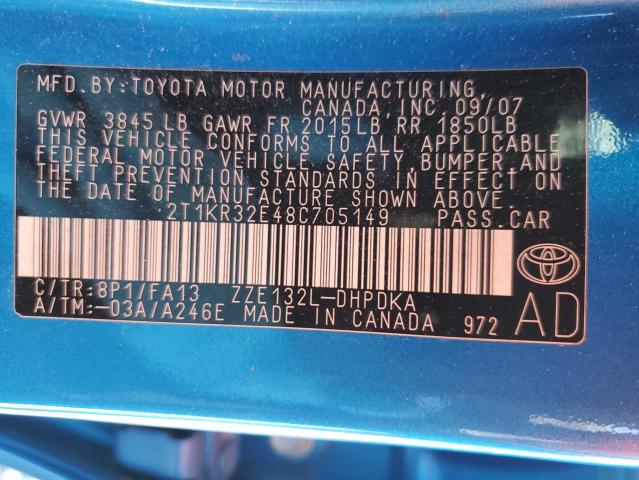 MFD. BY:TOYOTA MOTOR MANUFACTURING,
CANADA, INC. 09/07
GVWR 3845 LB GAWR FR 2015LB RR 1850LB
THIS VEHICLE CONFORMS TO ALL APPLICABLE
FEDERAL MOTOR VEHICLE SAFETY, BUMPER AND
THEFT PREVENTION STANDARDS IN EFFECT ON
THE DATE OF MANUFACTURE SHOWN ABOVE.
2T1KR32E48C705149 PASS.CAR
C/TR:8P1/FA13 ZZE132L-DHPDKA
A/TM:-03A/A246E MADE IN CANADA 972
AD